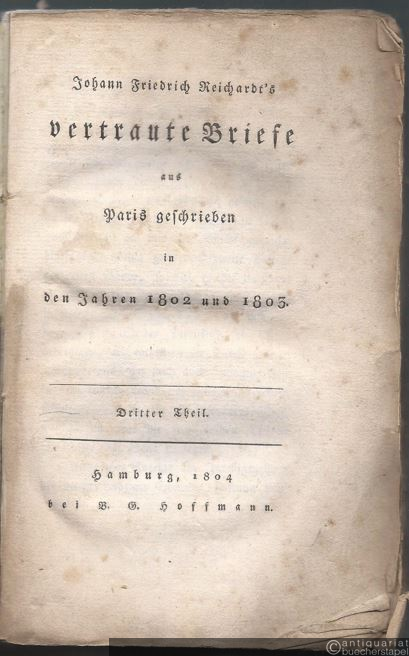 Johann Friedrich Reichardt's
vertraute Briefe
aus
Paris geschrieben
in
den Jahren 1802 und 1803.
Dritter Theil.
Hamburg, 1804
bei B. G. Hoffmann.
antiquariat
buecherstapel